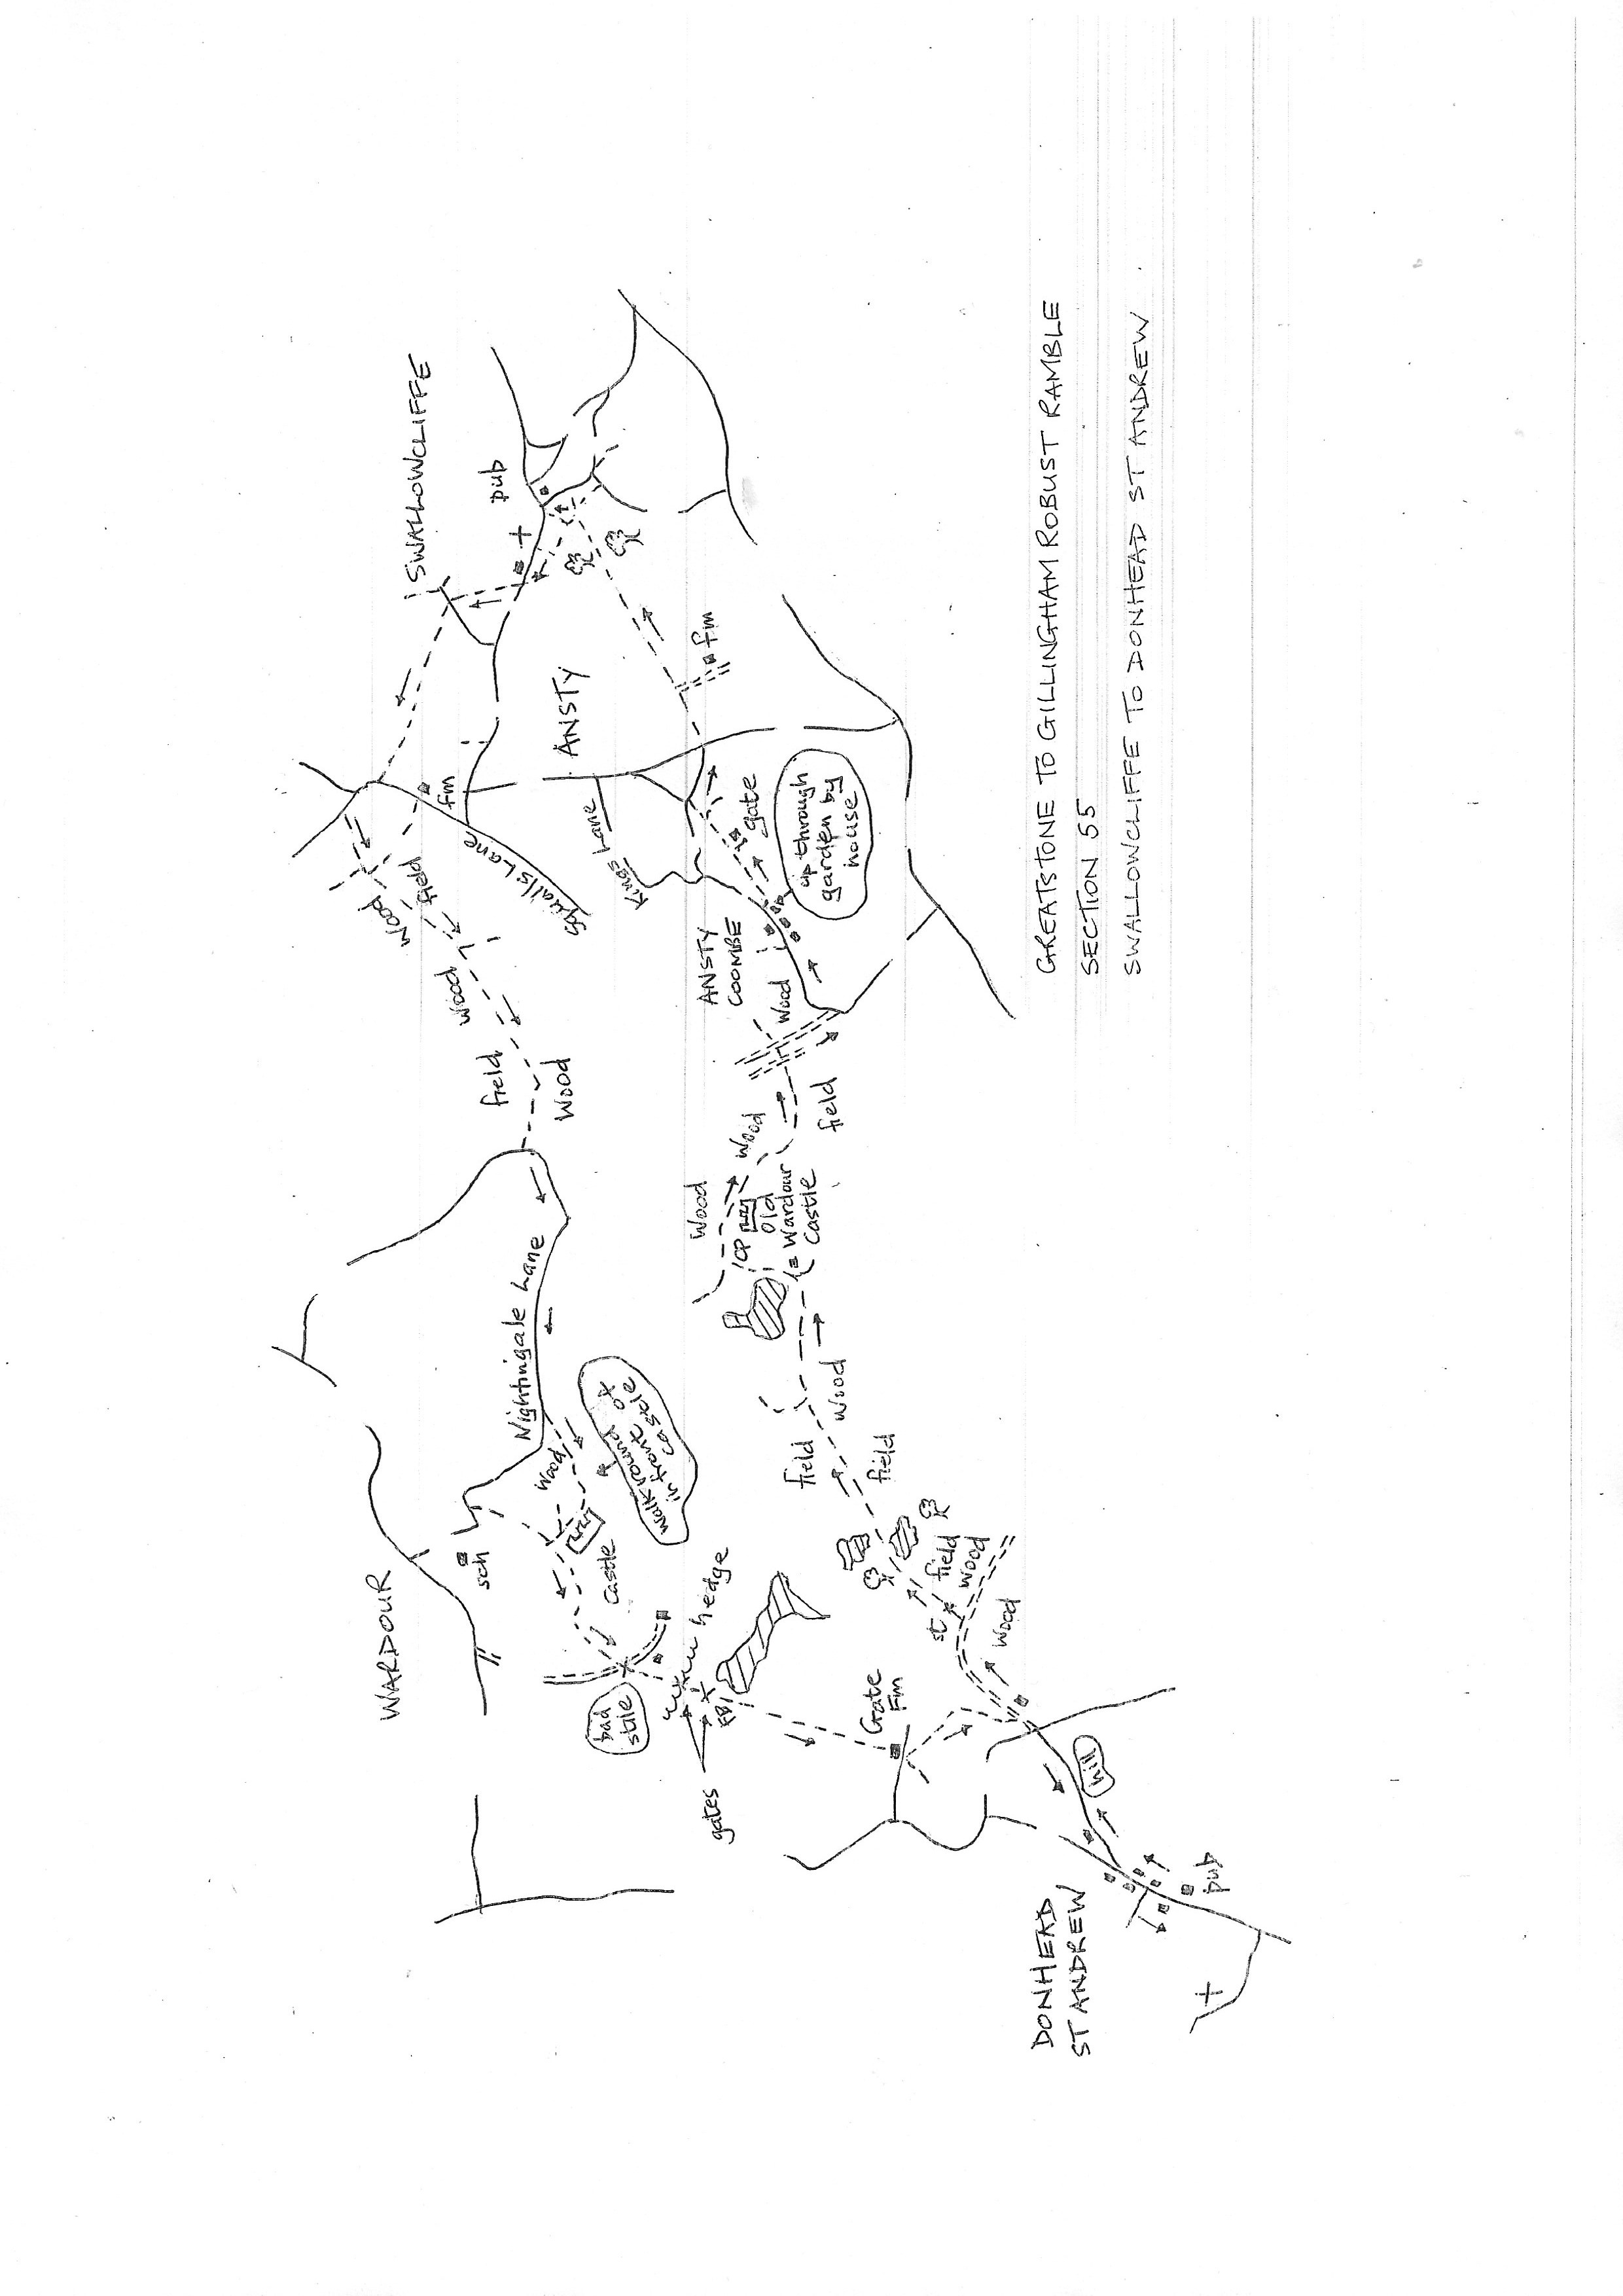 GREATSTONE TO GILLINGHAM ROBUST RAMBLE
SECTION 55
SWALLOWCLIFFE TO DONHEAD ST ANDREW
SWALLOWCLIFFE
pub
fm
Wood
field
Squalls Lane
Wood
field
Wood
Nightingale Lane
WARDOUR
sch
Wood
walk round
in front of
castle
Castle
bad
stile
yew hedge
gates
FB
Gate
Fm
hill
DONHEAD
ST ANDREW
pub
Wood
st
field
Wood
field
field
Wood
Wood
CP
Old
Wardour
Castle
Wood
field
Wood
ANSTY
COOMBE
up through
garden by
house
gate
Kings Lane
ANSTY
fm